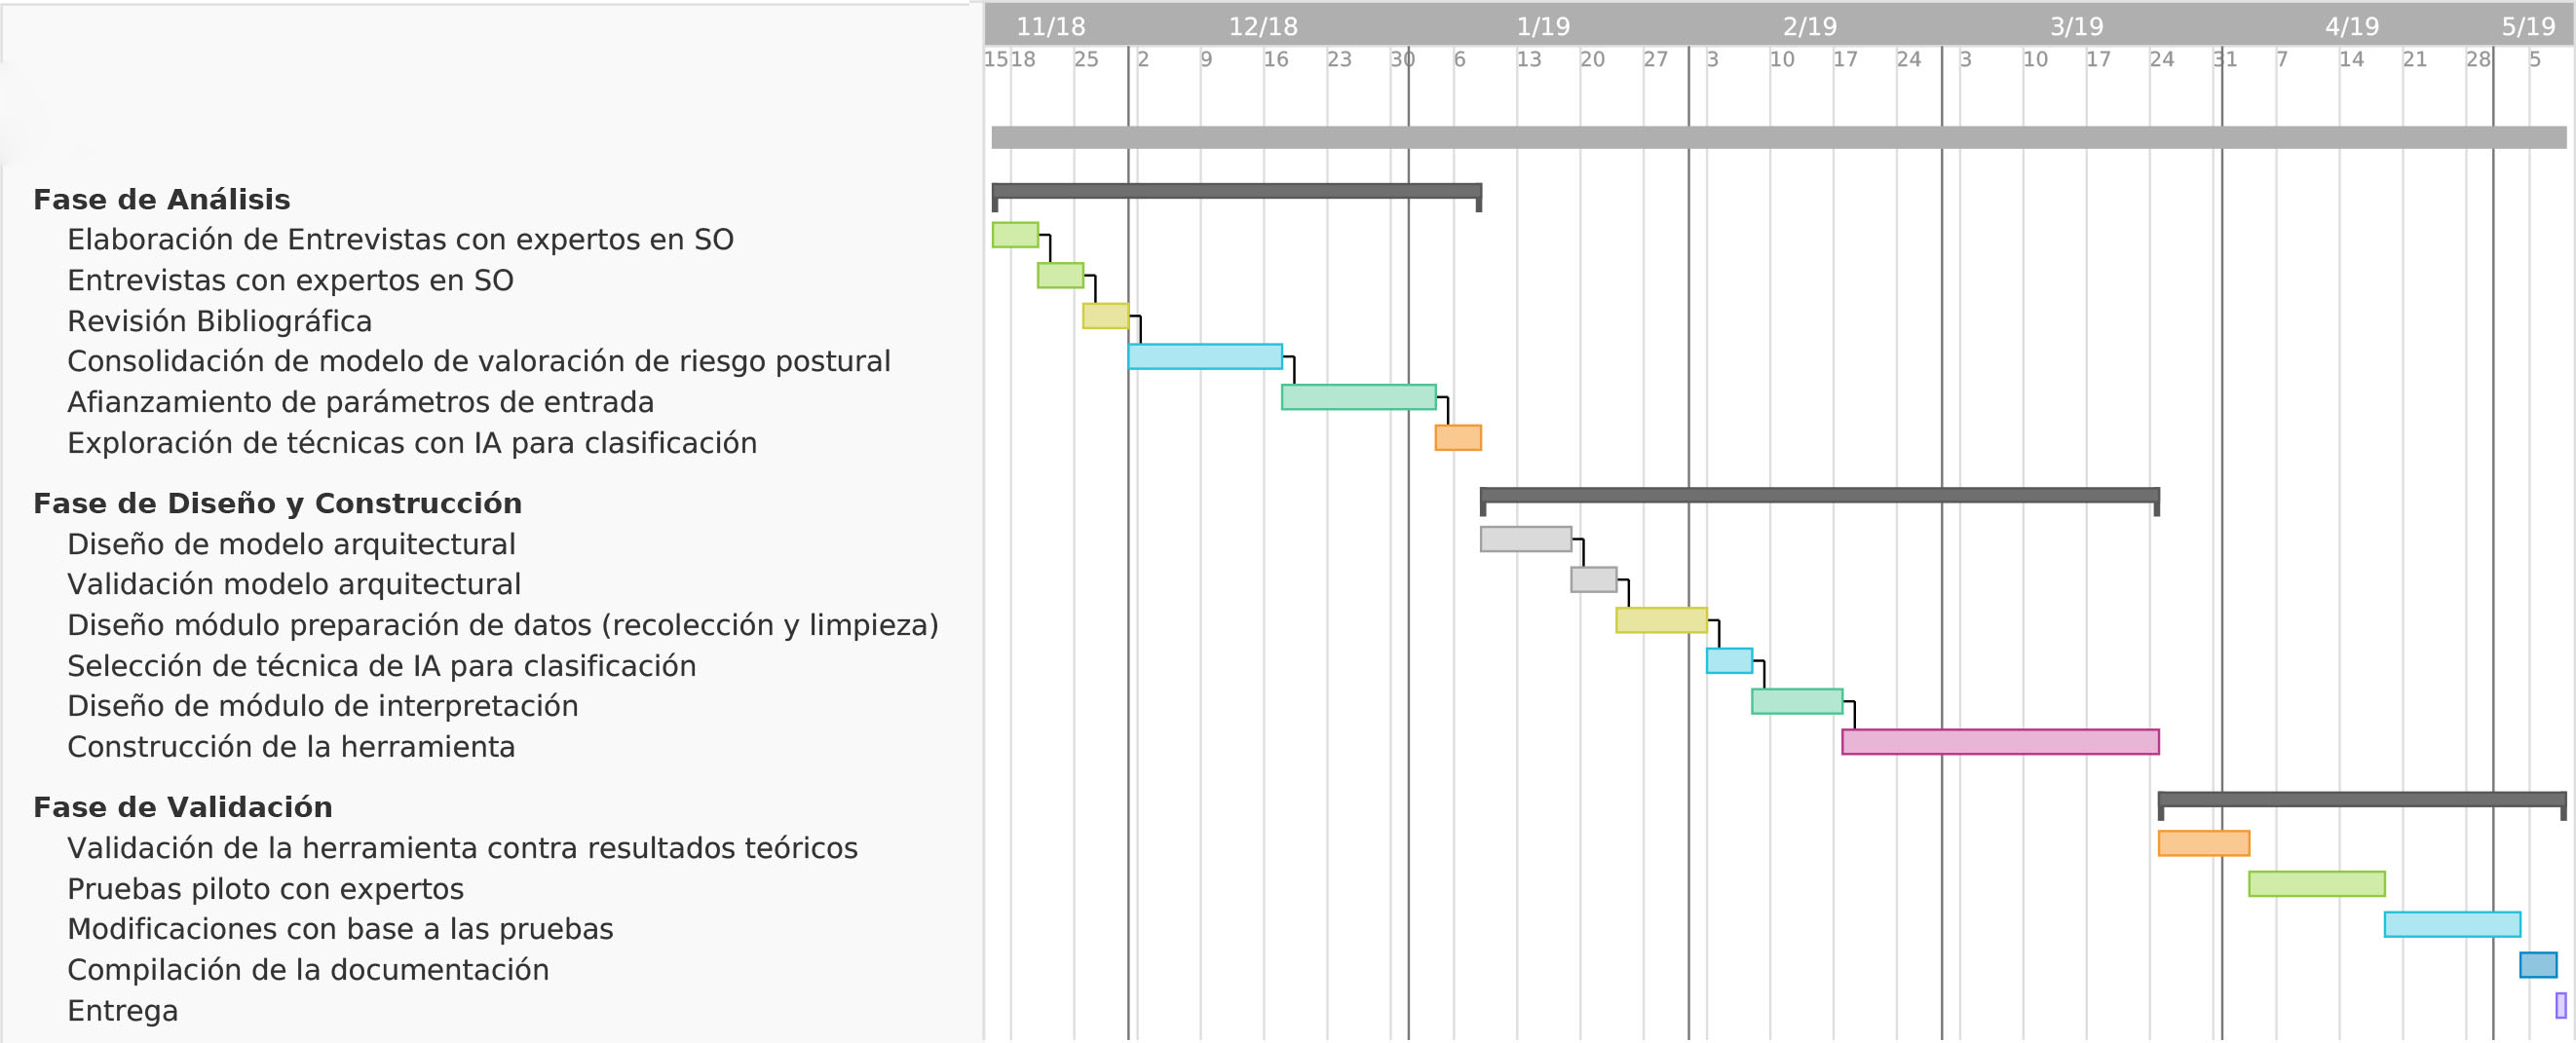 11/18 12/18 1/19 2/19 3/19 4/19 5/19
15 18 25 2 9 16 23 30 6 13 20 27 3 10 17 24 3 10 17 24 31 7 14 21 28 5
Fase de Análisis
Elaboración de Entrevistas con expertos en SO
Entrevistas con expertos en SO
Revisión Bibliográfica
Consolidación de modelo de valoración de riesgo postural
Afianzamiento de parámetros de entrada
Exploración de técnicas con IA para clasificación
Fase de Diseño y Construcción
Diseño de modelo arquitectural
Validación modelo arquitectural
Diseño módulo preparación de datos (recolección y limpieza)
Selección de técnica de IA para clasificación
Diseño de módulo de interpretación
Construcción de la herramienta
Fase de Validación
Validación de la herramienta contra resultados teóricos
Pruebas piloto con expertos
Modificaciones con base a las pruebas
Compilación de la documentación
Entrega